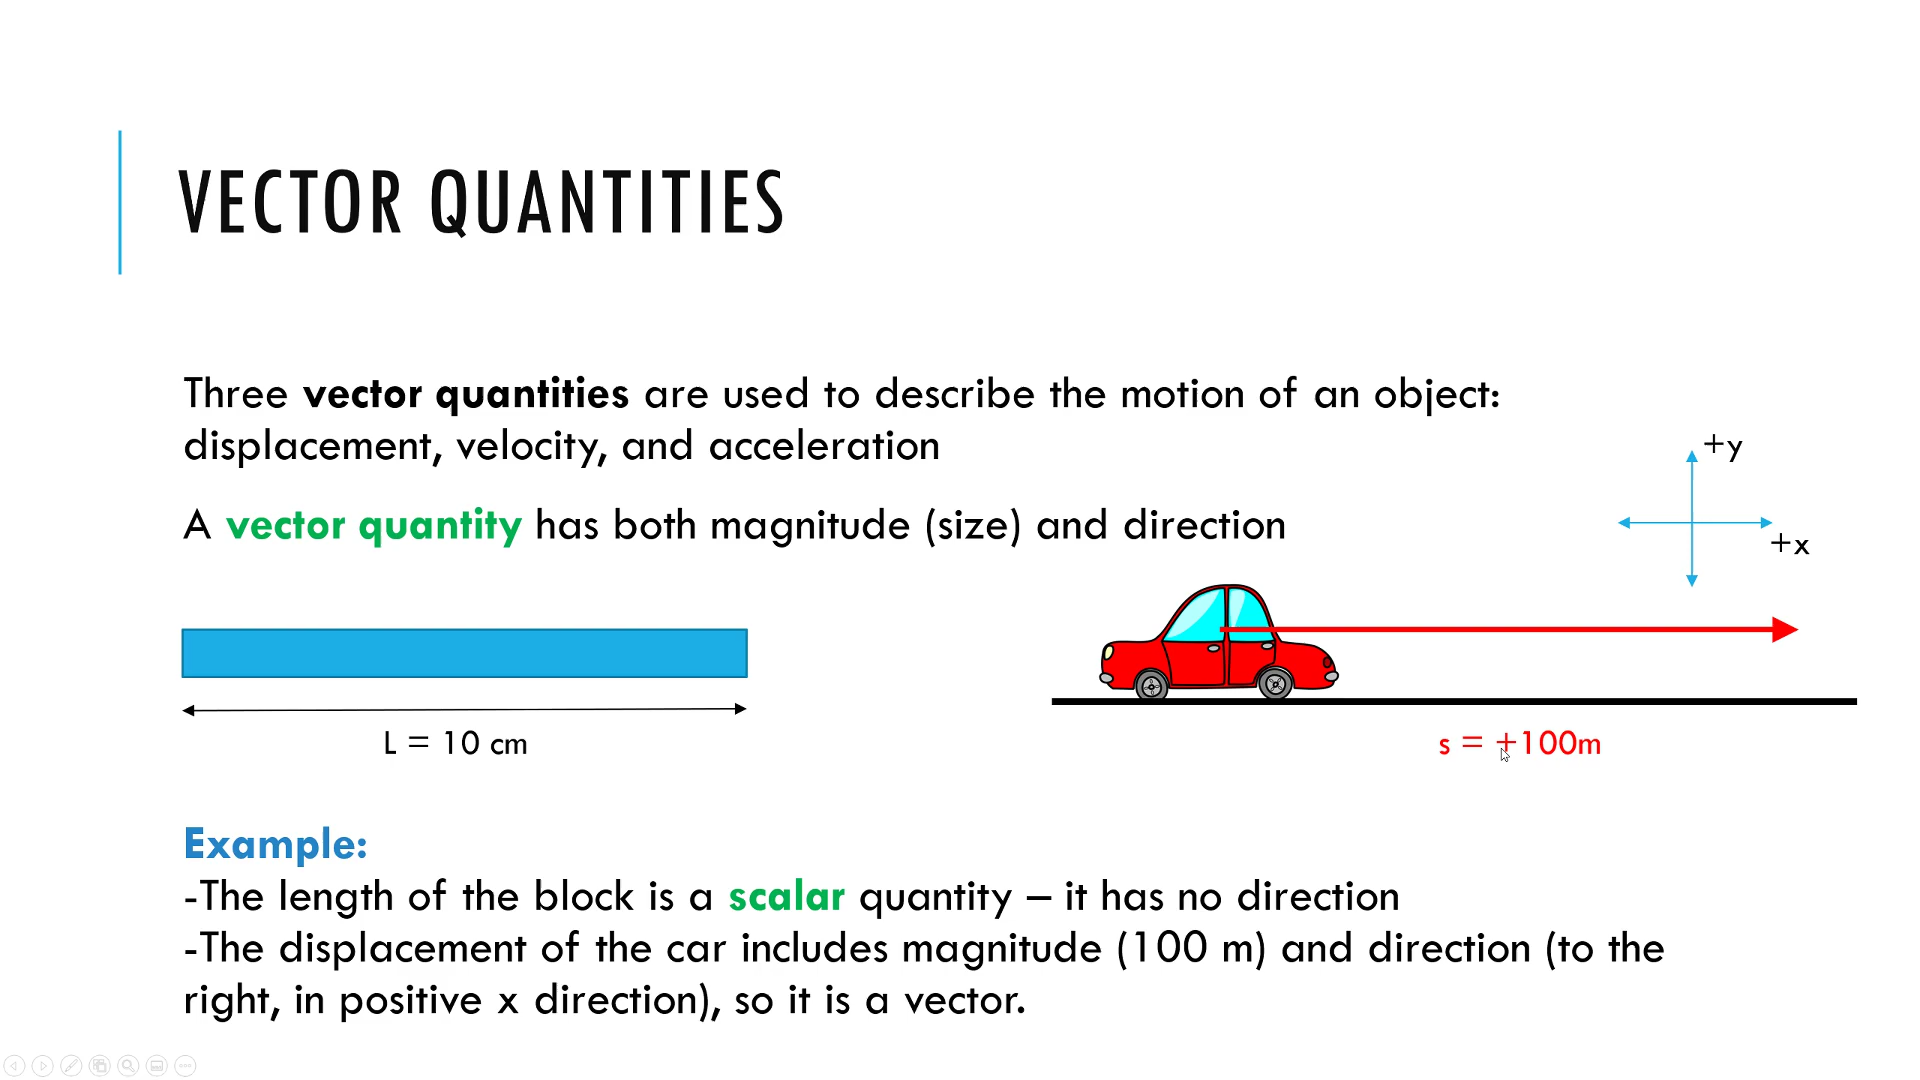 VECTOR QUANTITIES
Three vector quantities are used to describe the motion of an object:
displacement, velocity, and acceleration
+y
A vector quantity has both magnitude (size) and direction
+x
L = 10 cm
s = +100m
Example:
-The length of the block is a scalar quantity – it has no direction
-The displacement of the car includes magnitude (100 m) and direction (to the
right, in positive x direction), so it is a vector.